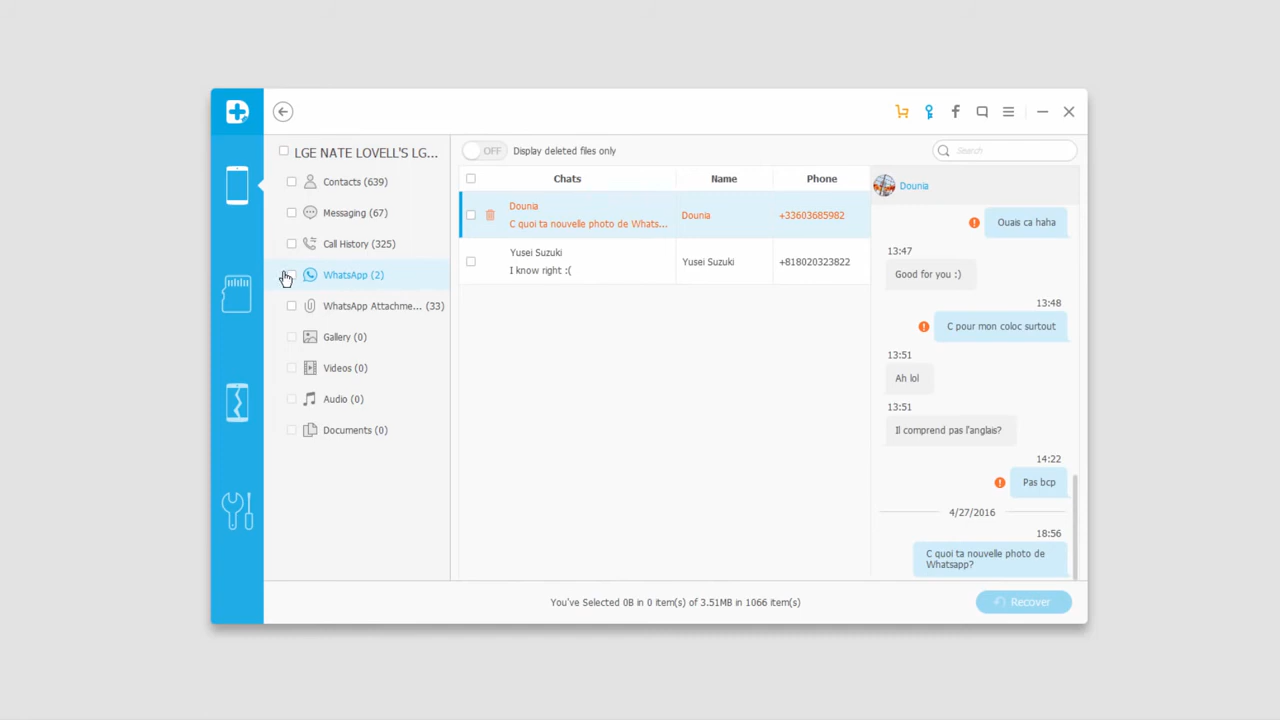 LGE NATE LOVELL'S LG...
Contacts (639)
Messaging (67)
Call History (325)
WhatsApp (2)
WhatsApp Attachme... (33)
Gallery (0)
Videos (0)
Audio (0)
Documents (0)
OFF
Display deleted files only
Search
Chats
Name
Phone
Dounia
C quoi ta nouvelle photo de Whats...
Dounia
+33603685982
Yusei Suzuki
I know right :(
Yusei Suzuki
+818020323822
Dounia
Ouais ca haha
13:47
Good for you :)
13:48
C pour mon coloc surtout
13:51
Ah lol
13:51
Il comprend pas l'anglais?
14:22
Pas bcp
4/27/2016
18:56
C quoi ta nouvelle photo de
Whatsapp?
You've Selected 0B in 0 item(s) of 3.51MB in 1066 item(s)
Recover